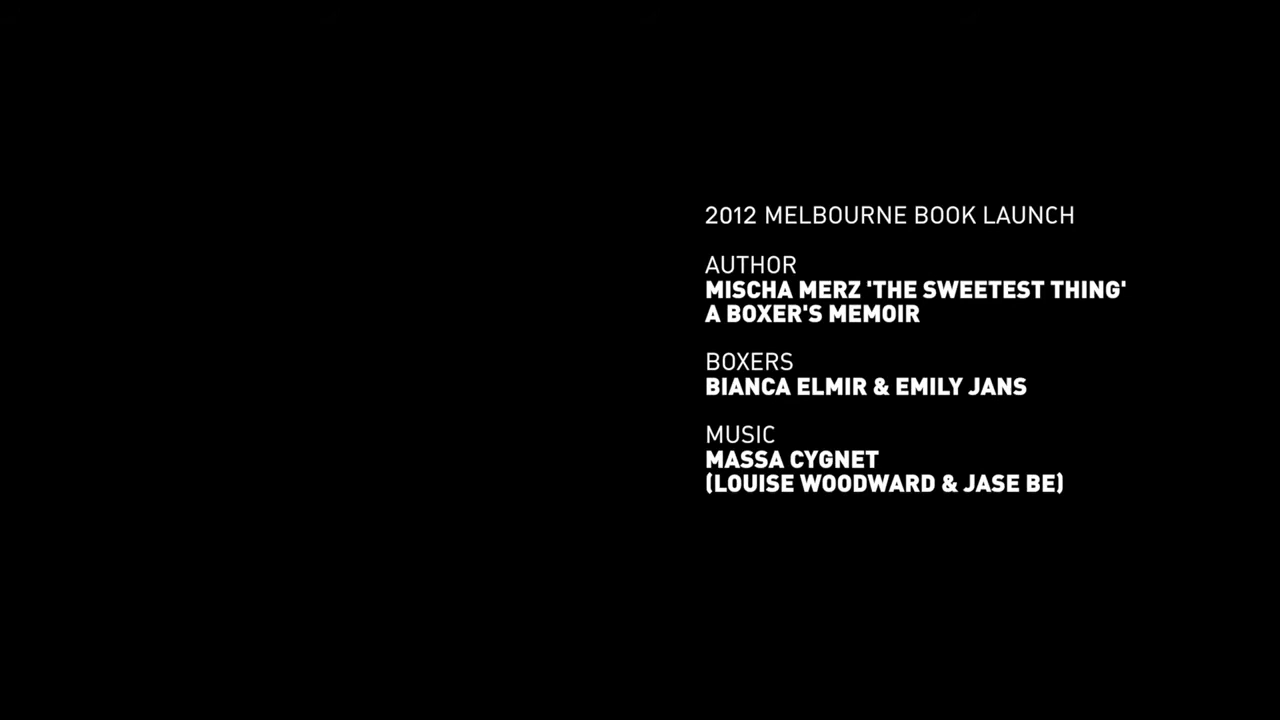 2012 MELBOURNE BOOK LAUNCH
AUTHOR
MISCHA MERZ 'THE SWEETEST THING'
A BOXER'S MEMOIR
BOXERS
BIANCA ELMIR & EMILY JANS
MUSIC
MASSA CYGNET
(LOUISE WOODWARD & JASE BE)